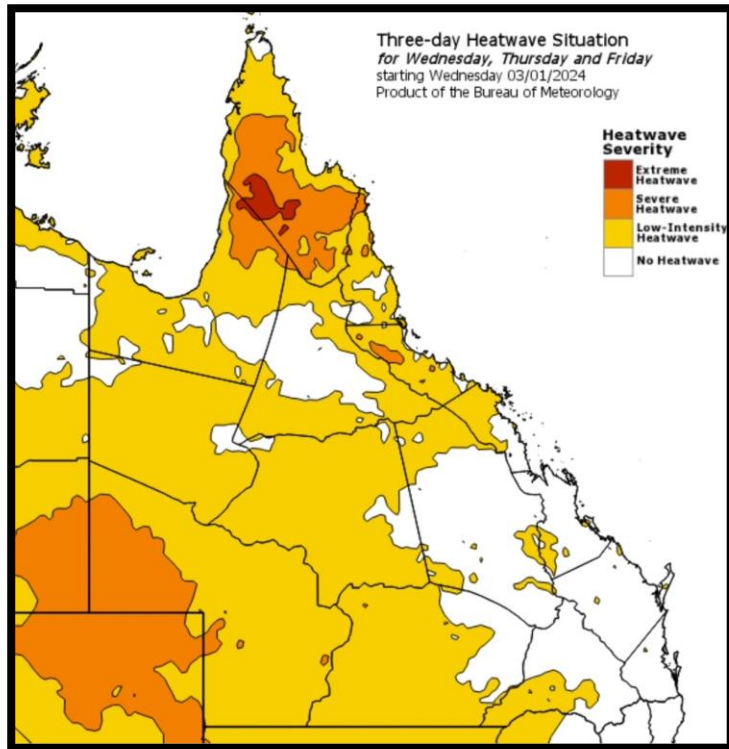 Three-day Heatwave Situation
for Wednesday, Thursday and Friday
starting Wednesday 03/01/2024
Product of the Bureau of Meteorology
Heatwave
Severity
Extreme
Heatwave
Severe
Heatwave
Low-Intensity
Heatwave
No Heatwave